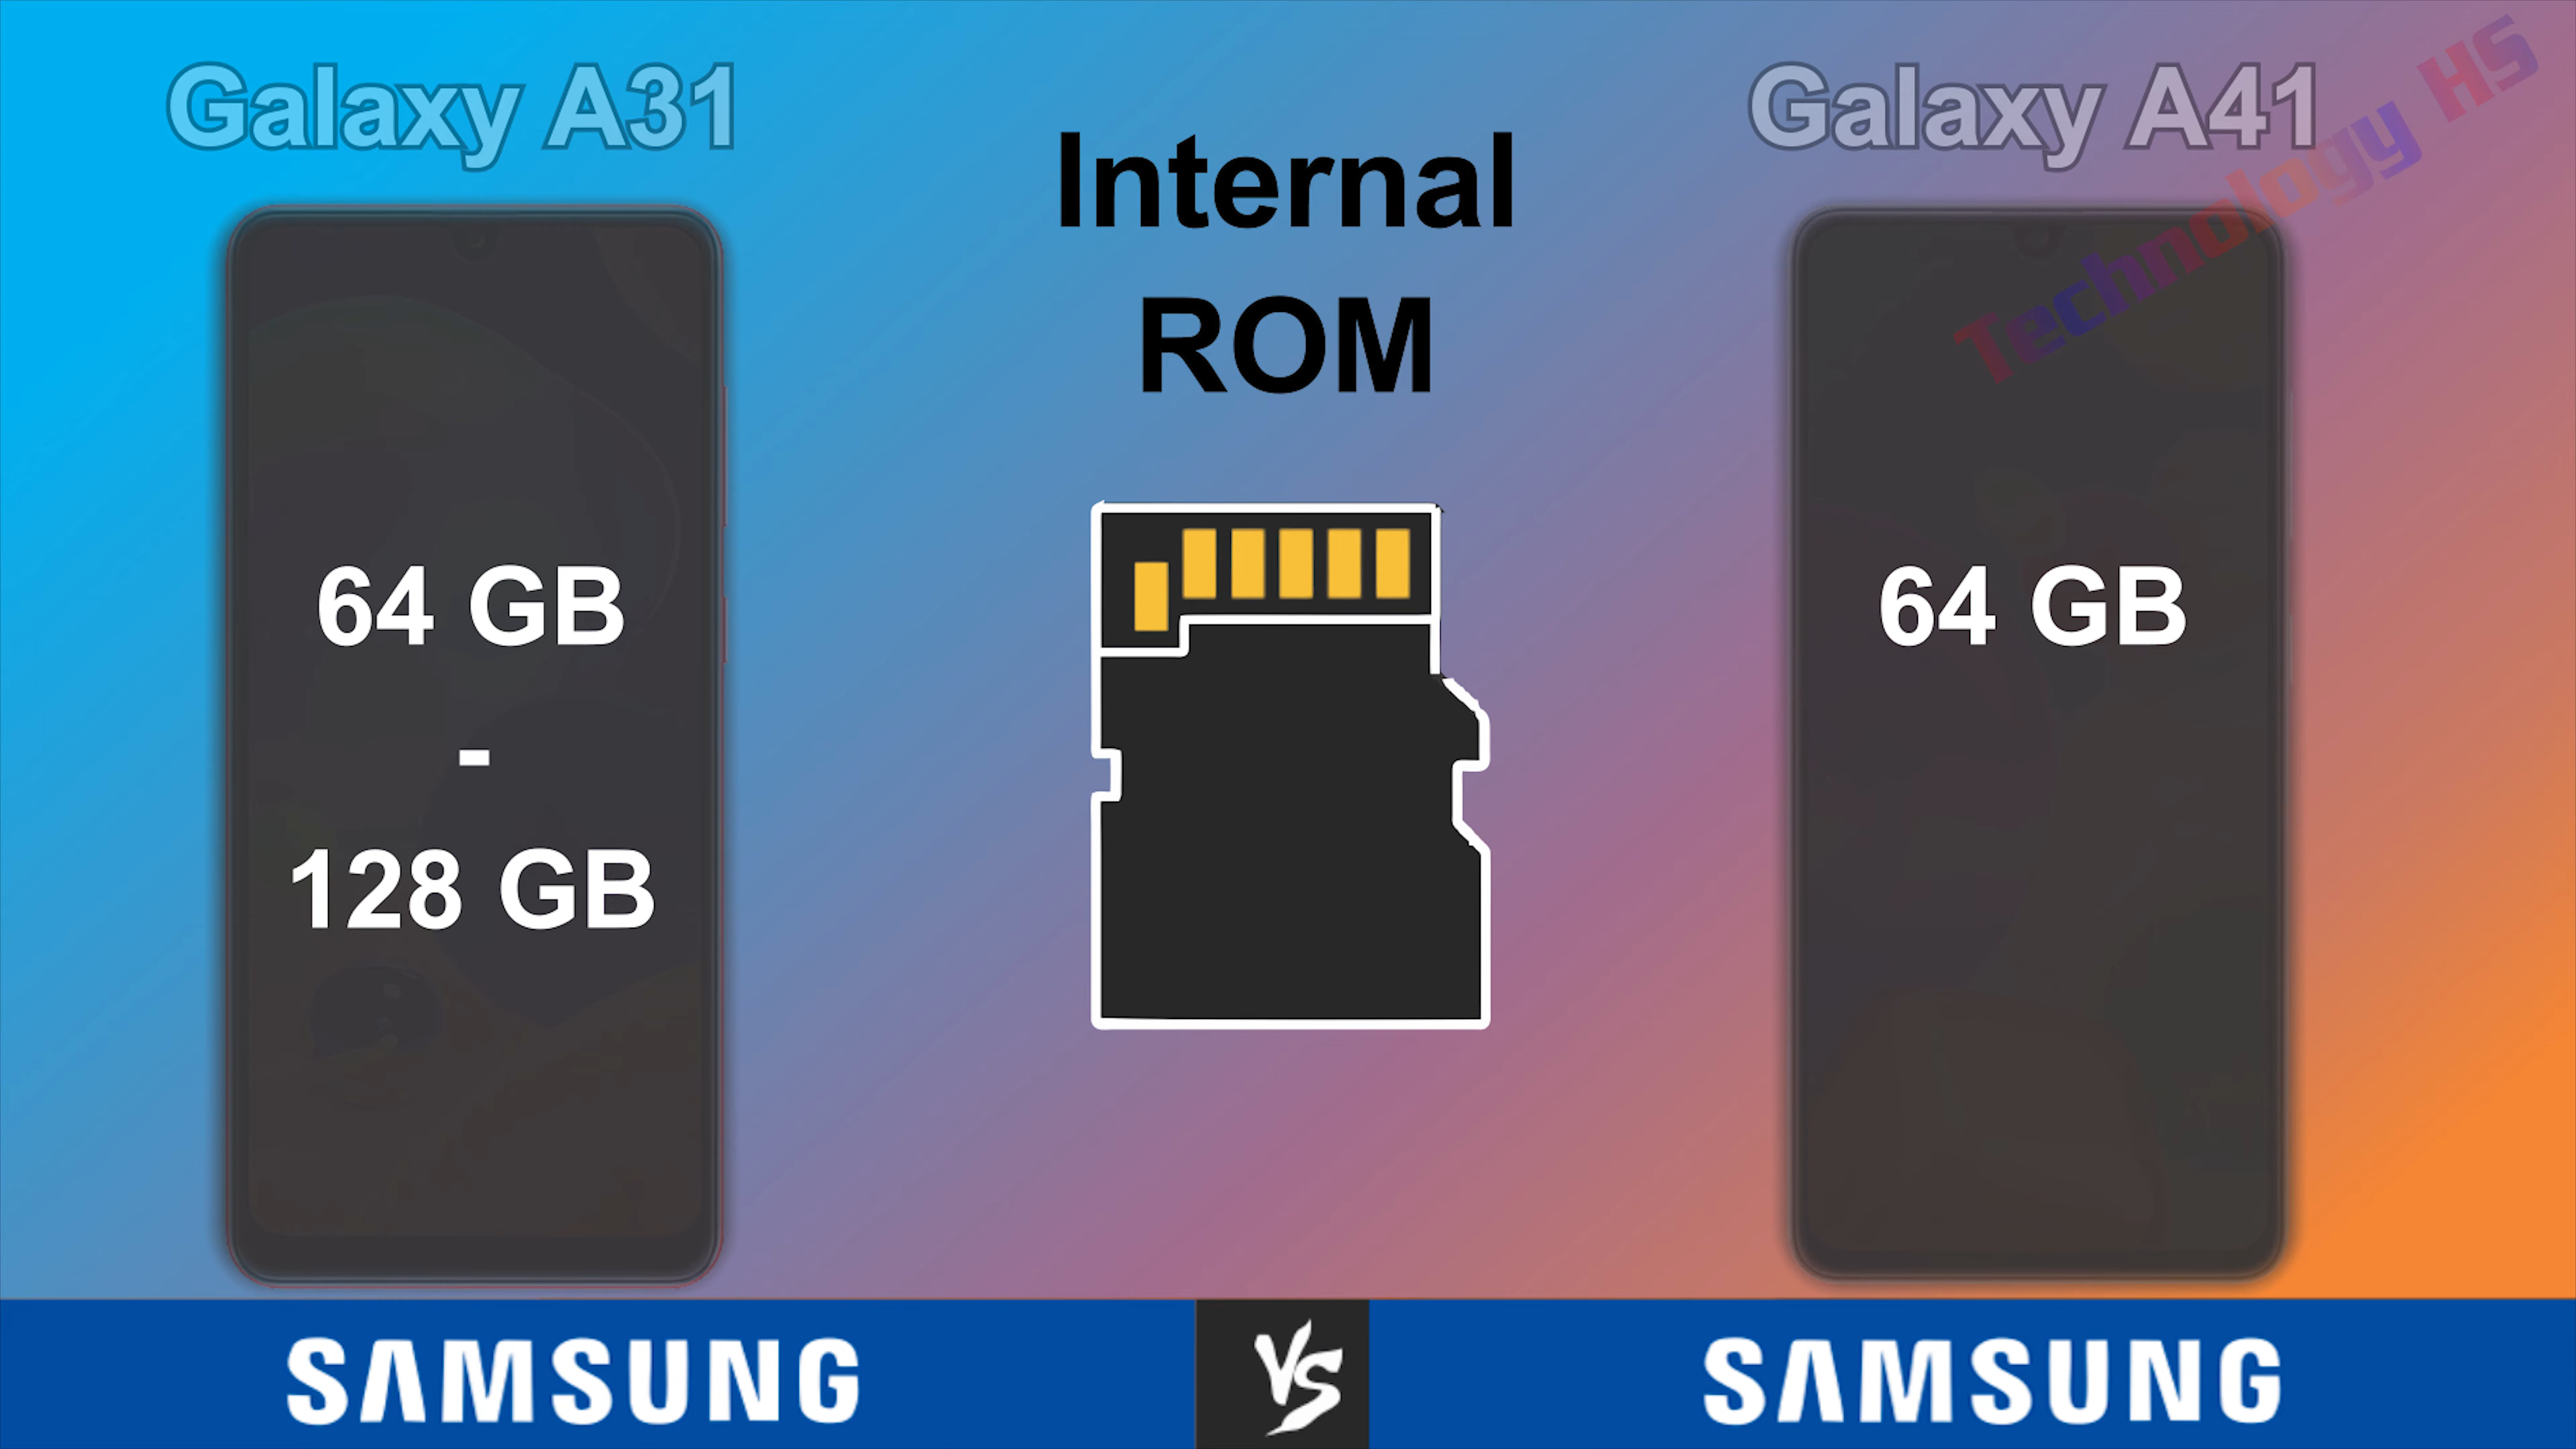 Galaxy A31
Internal
ROM
Galaxy A41
Technology HS
64 GB
-
128 GB
64 GB
SAMSUNG
VS
SAMSUNG